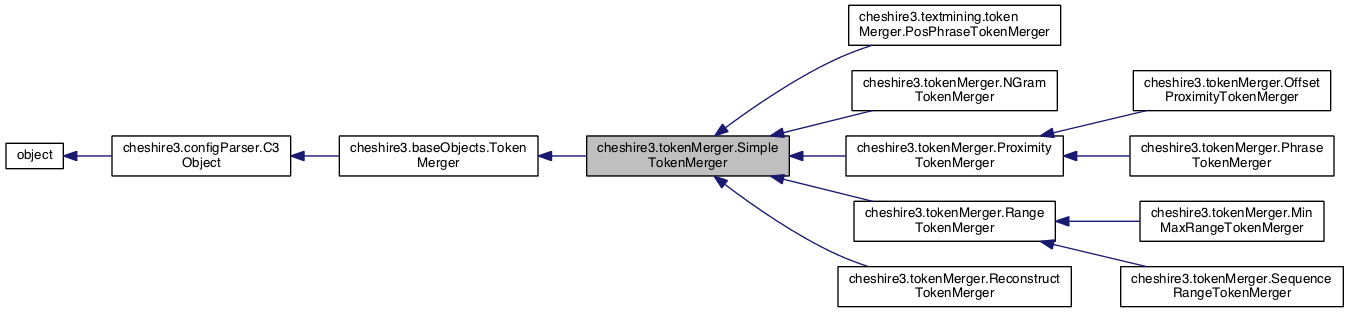 object
cheshire3.configParser.C3
Object
cheshire3.baseObjects.Token
Merger
cheshire3.tokenMerger.Simple
TokenMerger
cheshire3.textmining.token
Merger.PosPhraseTokenMerger
cheshire3.tokenMerger.NGram
TokenMerger
cheshire3.tokenMerger.Proximity
TokenMerger
cheshire3.tokenMerger.Range
TokenMerger
cheshire3.tokenMerger.Reconstruct
TokenMerger
cheshire3.tokenMerger.Offset
ProximityTokenMerger
cheshire3.tokenMerger.Phrase
TokenMerger
cheshire3.tokenMerger.Min
MaxRangeTokenMerger
cheshire3.tokenMerger.Sequence
RangeTokenMerger